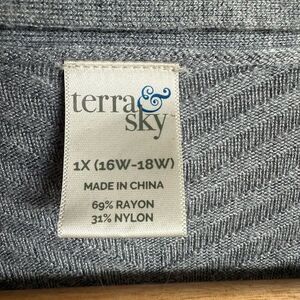 terra &
sky
1X (16W-18W)
MADE IN CHINA
69% RAYON
31% NYLON